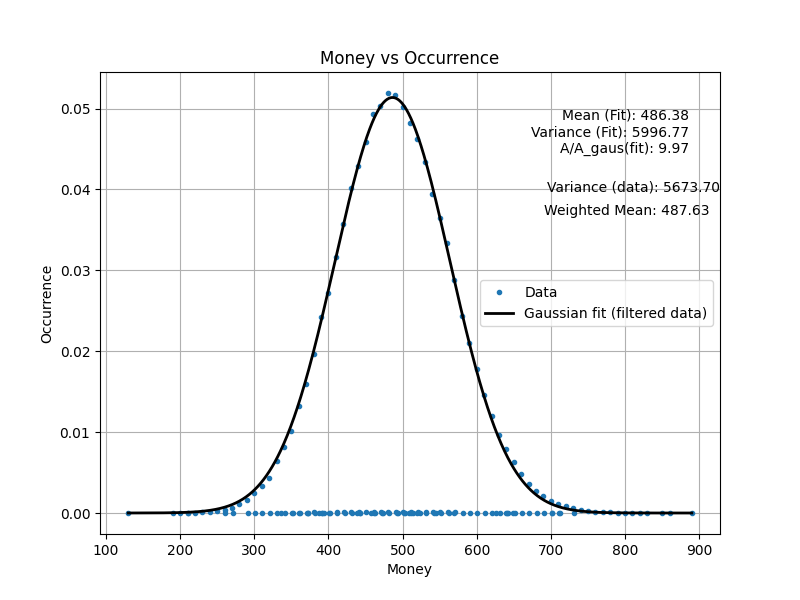 Money vs Occurrence
Mean (Fit): 486.38
Variance (Fit): 5996.77
A/A_gaus(fit): 9.97
Variance (data): 5673.70
Weighted Mean: 487.63
Data
Gaussian fit (filtered data)
Occurrence
0.05
0.04
0.03
0.02
0.01
0.00
100 200 300 400 500 600 700 800 900
Money